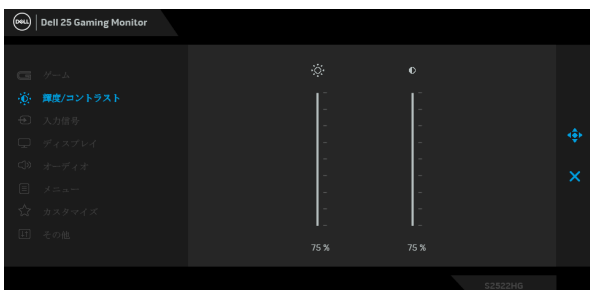 DELL Dell 25 Gaming Monitor
ゲーム
輝度/コントラスト
入力信号
ディスプレイ
オーディオ
メニュー
カスタマイズ
その他
75% 75%
S2522HG